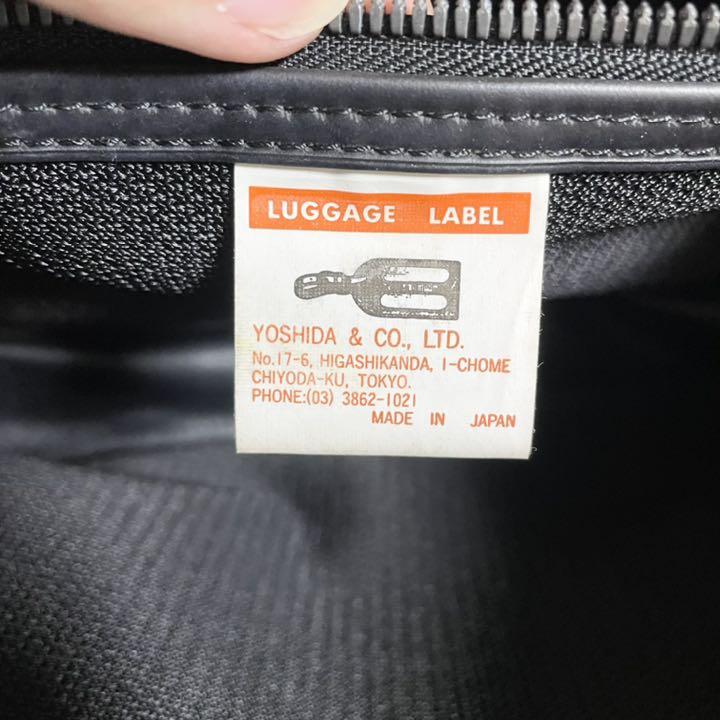 LUGGAGE LABEL
YOSHIDA & CO., LTD.
No.17-6, HIGASHIKANDA, 1-CHOME
CHIYODA-KU, TOKYO.
PHONE:(03) 3862-1021
MADE IN JAPAN